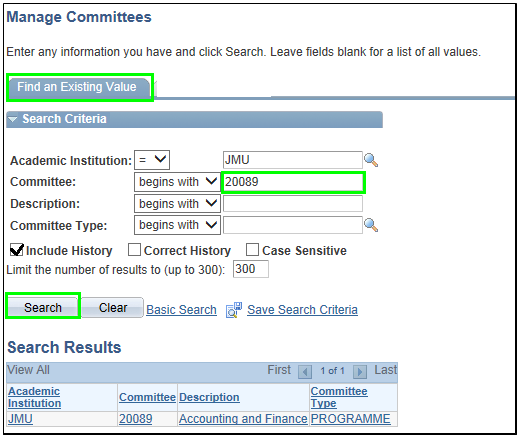 Manage Committees
Enter any information you have and click Search. Leave fields blank for a list of all values.
Find an Existing Value
Search Criteria
Academic Institution: = JMU
Committee: begins with 20089
Description: begins with
Committee Type: begins with
Include History Correct History Case Sensitive
Limit the number of results to (up to 300): 300
Search Clear Basic Search Save Search Criteria
Search Results
View All First 1 of 1 Last
Academic Institution Committee Description Committee Type
JMU 20089 Accounting and Finance PROGRAMME